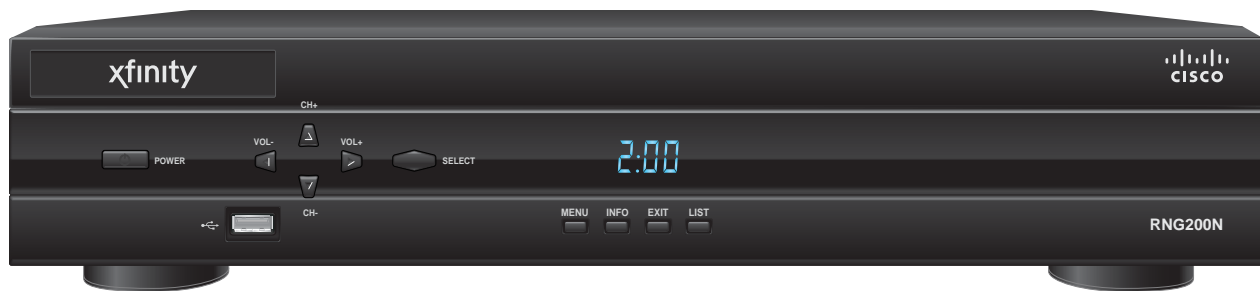 xfinity
CISCO
CH+
VOL-
VOL+
POWER
SELECT
2:00
CH-
MENU INFO EXIT LIST
RNG200N